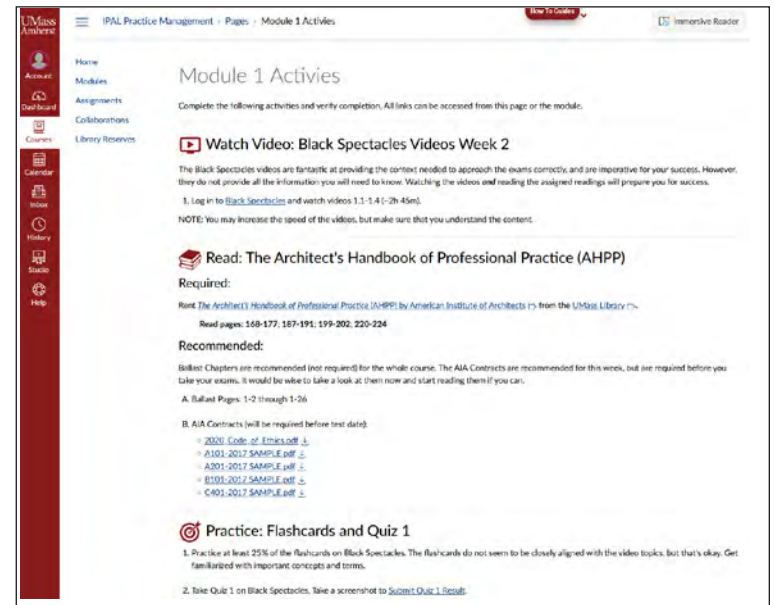 UMass
Amherst
IPAL Practice Management › Pages › Module 1 Activies
How To Guides
Immersive Reader
Account
Dashboard
Courses
Calendar
Inbox
History
Studio
Help
Home
Modules
Assignments
Collaborations
Library Reserves
Module 1 Activies
Complete the following activities and verify completion, All links can be accessed from this page or the module.
Watch Video: Black Spectacles Videos Week 2
The Black Spectacles videos are fantastic at providing the context needed to approach the exams correctly, and are imperative for your success. However,
they do not provide all the information you will need to know. Watching the videos and reading the assigned readings will prepare you for success.
1. Log in to Black Spectacles and watch videos 1.1-1.4 (~2h 45m).
NOTE: You may increase the speed of the videos, but make sure that you understand the content.
Read: The Architect's Handbook of Professional Practice (AHPP)
Required:
Rent The Architect's Handbook of Professional Practice (AHPP) by American Institute of Architects from the UMass Library.
Read pages: 168-177; 187-191; 199-202; 220-224
Recommended:
Ballast Chapters are recommended (not required) for the whole course. The AIA Contracts are recommended for this week, but are required before you
take your exams. It would be wise to take a look at them now and start reading them if you can.
A. Ballast Pages: 1-2 through 1-26
B. AIA Contracts (will be required before test date):
2020_Code_of_Ethics.pdf
A101-2017 SAMPLE.pdf
A201-2017 SAMPLE.pdf
B101-2017 SAMPLE.pdf
C401-2017 SAMPLE.pdf
Practice: Flashcards and Quiz 1
1. Practice at least 25% of the flashcards on Black Spectacles. The flashcards do not seem to be closely aligned with the video topics, but that's okay. Get
familiarized with important concepts and terms.
2. Take Quiz 1 on Black Spectacles. Take a screenshot to Submit Quiz 1 Result.